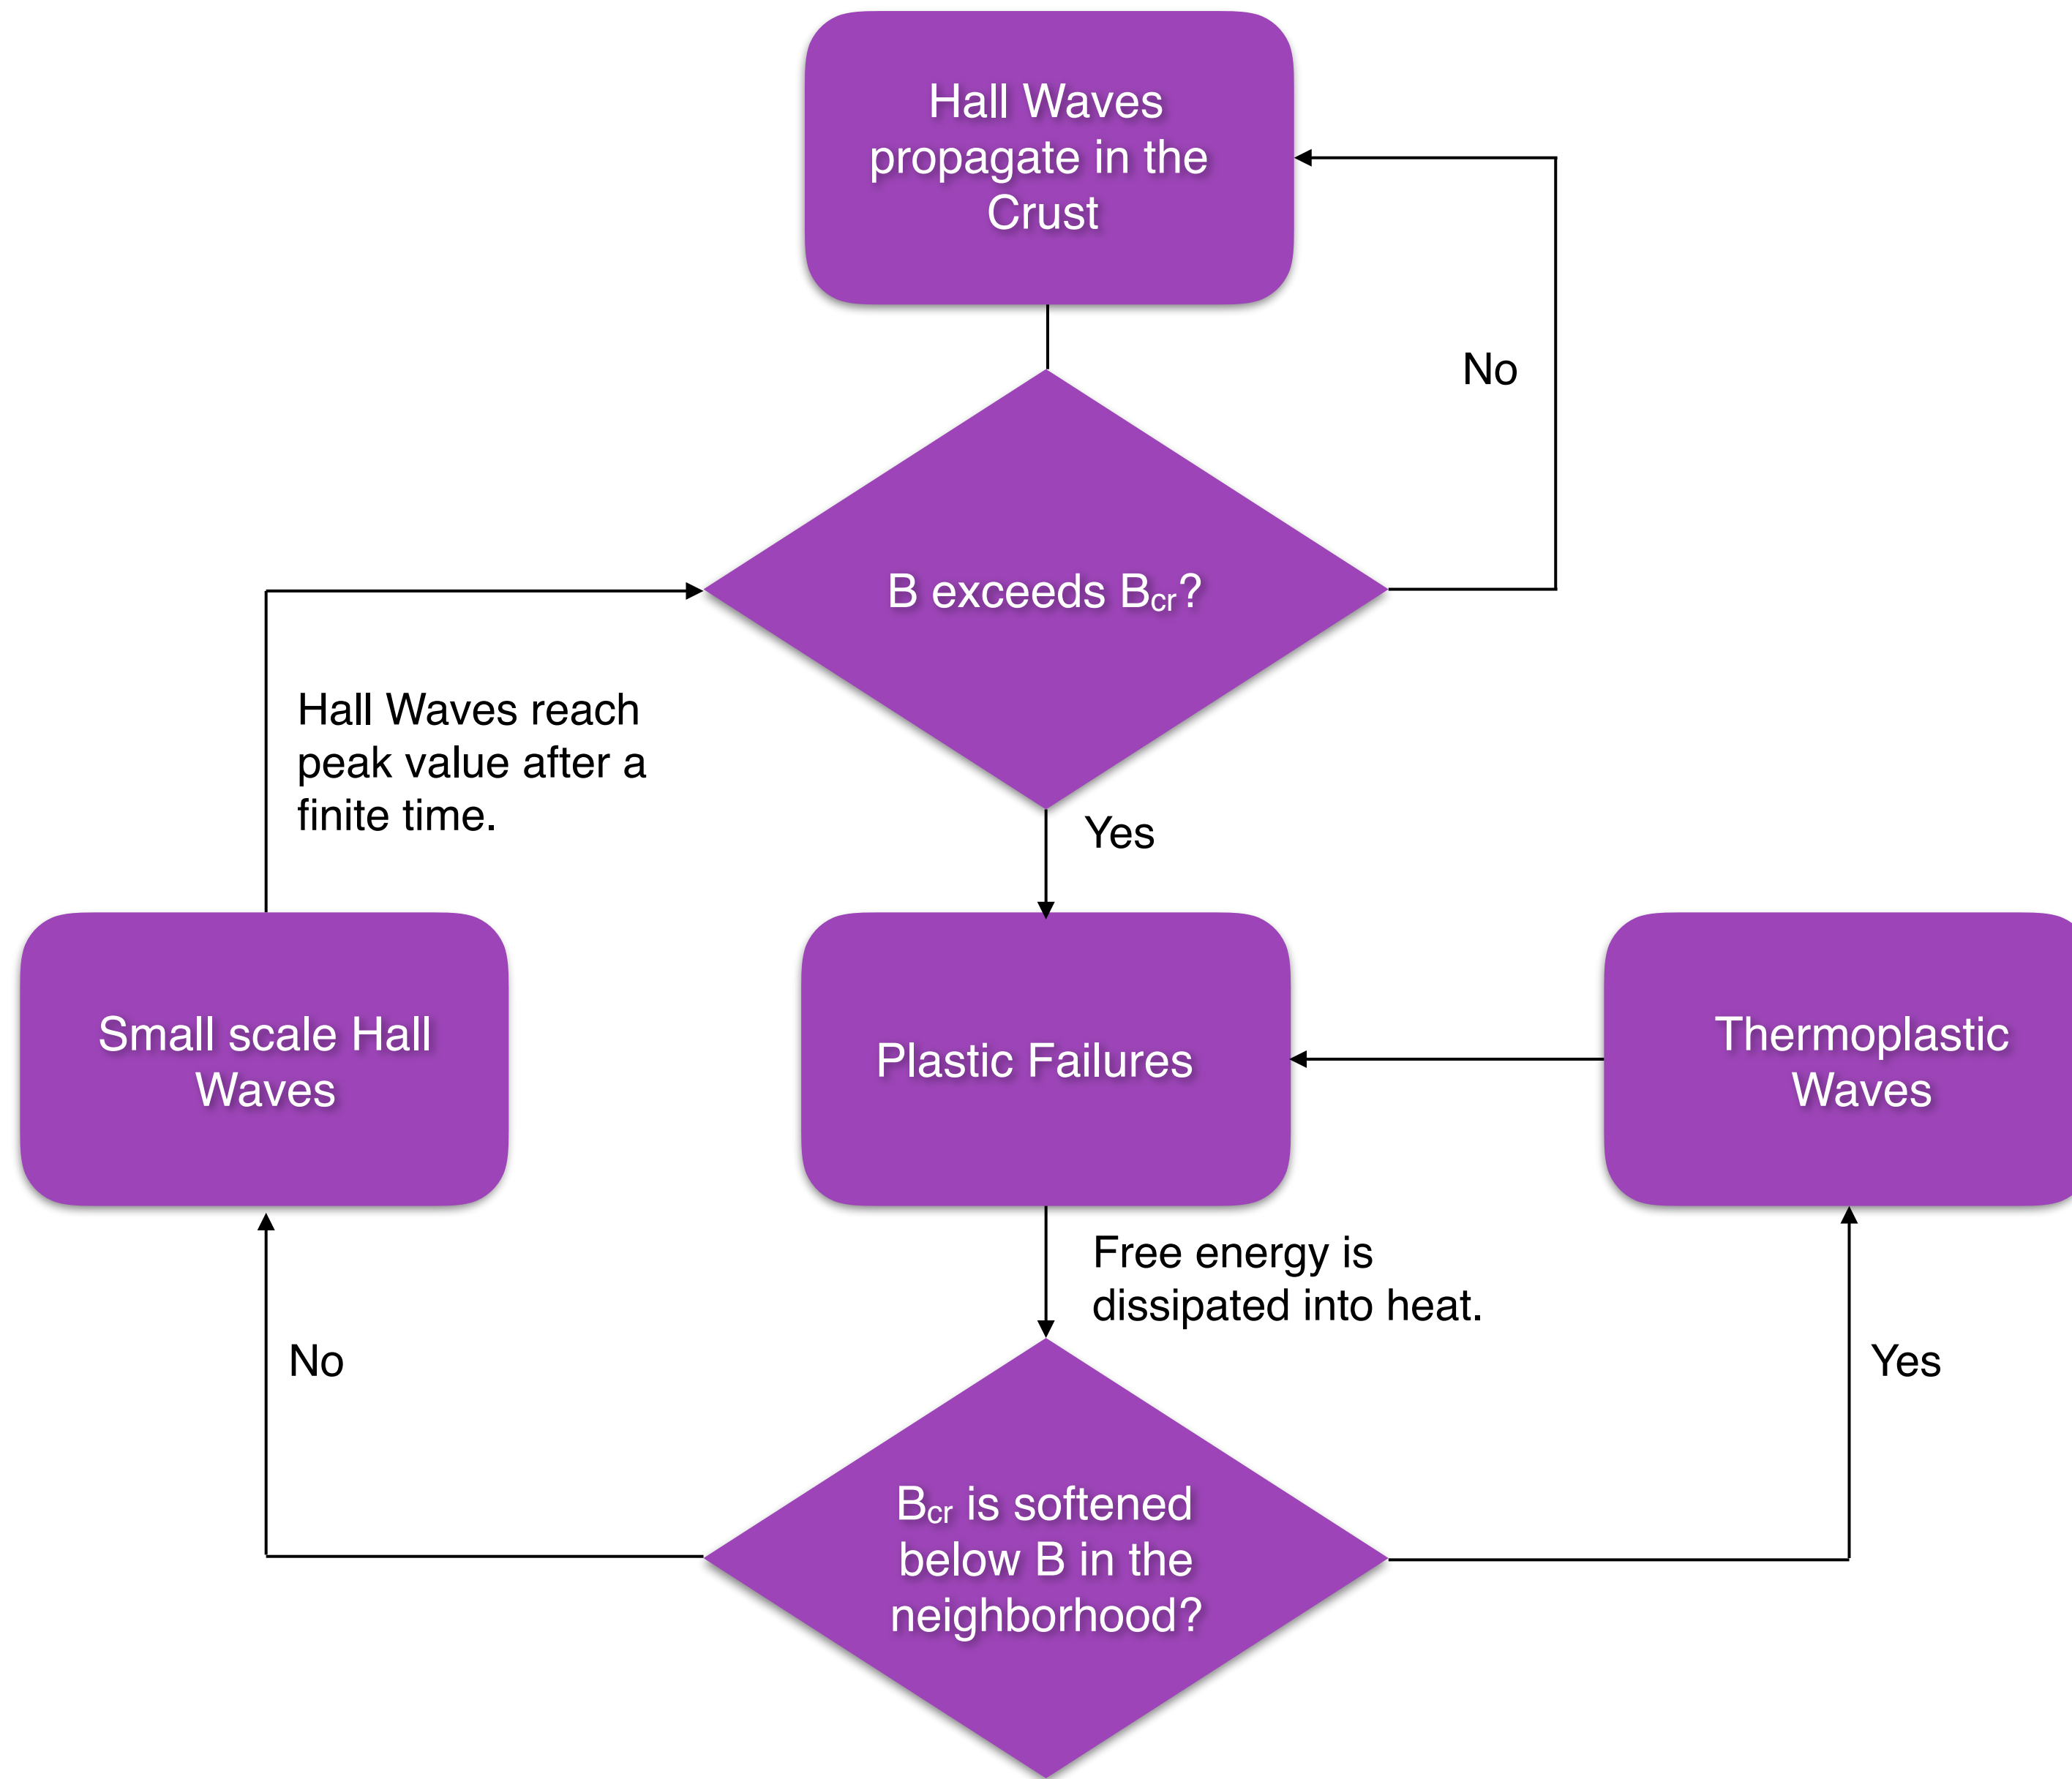 Hall Waves
propagate in the
Crust
No
B exceeds Bcr?
Hall Waves reach
peak value after a
finite time.
Yes
Small scale Hall
Waves
Plastic Failures
Thermoplastic
Waves
Free energy is
dissipated into heat.
No
Yes
Bcr is softened
below B in the
neighborhood?